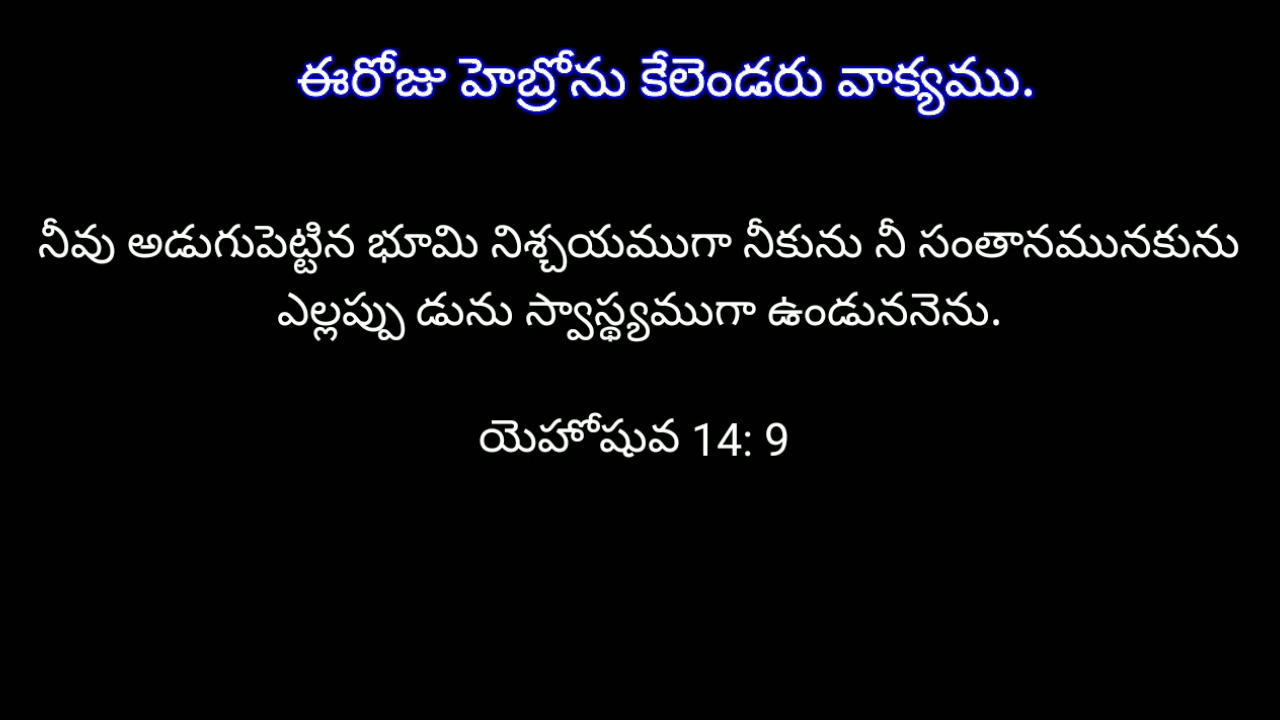 ఈరోజు హెబ్రోను కేలెండరు వాక్యము.
నీవు అడుగుపెట్టిన భూమి నిశ్చయముగా నీకును నీ సంతానమునకును
ఎల్లప్పు డును స్వాస్థ్యముగా ఉండుననెను.
యెహోషువ 14: 9